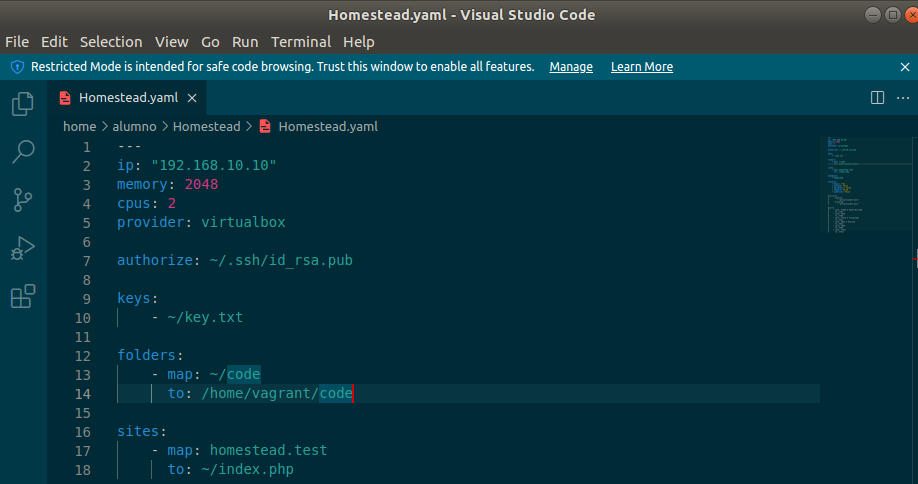 Homestead.yaml - Visual Studio Code
File Edit Selection View Go Run Terminal Help
Restricted Mode is intended for safe code browsing. Trust this window to enable all features. Manage Learn More
Homestead.yaml
home > alumno > Homestead > Homestead.yaml
1 ---
2 ip: "192.168.10.10"
3 memory: 2048
4 cpus: 2
5 provider: virtualbox
6
7 authorize: ~/.ssh/id_rsa.pub
8
9 keys:
10 - ~/key.txt
11
12 folders:
13 - map: ~/code
14 to: /home/vagrant/code
15
16 sites:
17 - map: homestead.test
18 to: ~/index.php